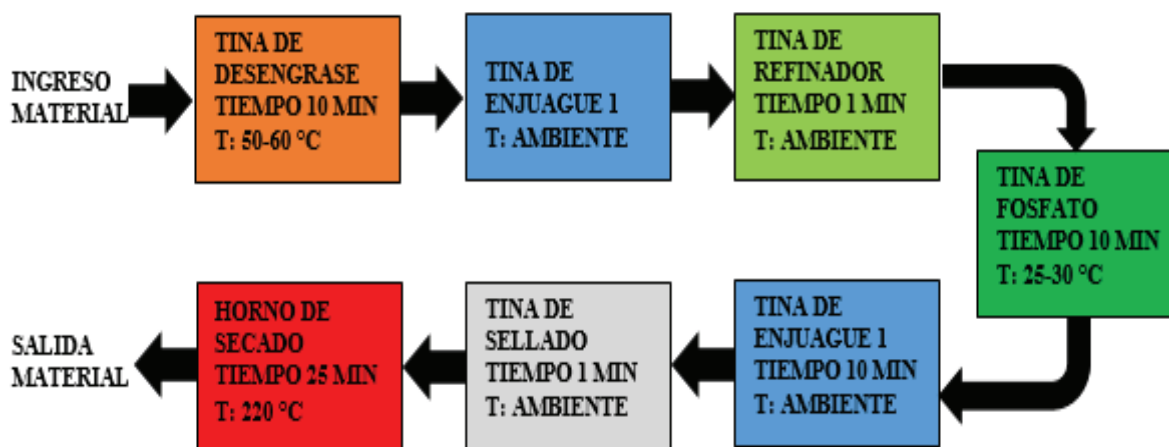 INGRESO
MATERIAL
TINA DE
DESENGRASE
TIEMPO 10 MIN
T: 50-60 °C
TINA DE
ENJUAGUE 1
T: AMBIENTE
TINA DE
REFINADOR
TIEMPO 1 MIN
T: AMBIENTE
TINA DE
FOSFATO
TIEMPO 10 MIN
T: 25-30 °C
TINA DE
ENJUAGUE 1
TIEMPO 10 MIN
T: AMBIENTE
TINA DE
SELLADO
TIEMPO 1 MIN
T: AMBIENTE
HORNO DE
SECADO
TIEMPO 25 MIN
T: 220 °C
SALIDA
MATERIAL